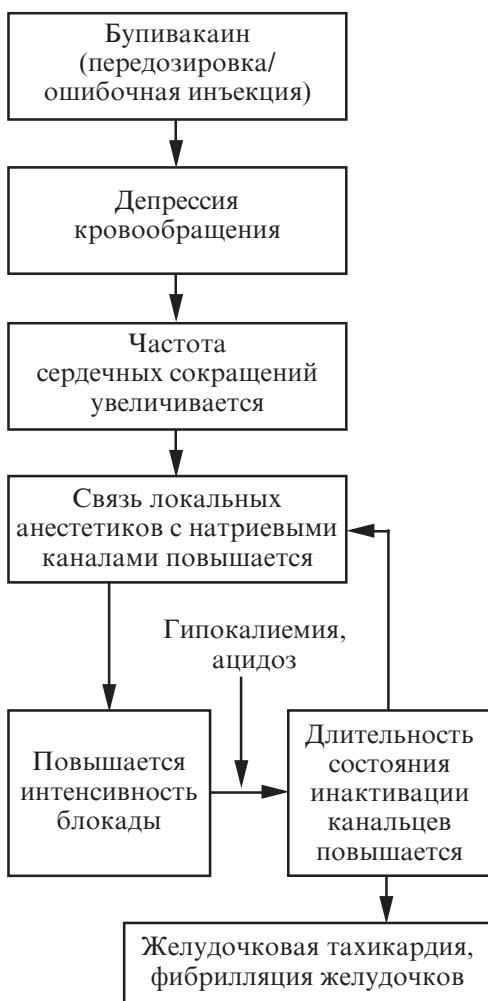 Бупивакаин
(передозировка/
ошибочная инъекция)
Депрессия
кровообращения
Частота
сердечных сокращений
увеличивается
Связь локальных
анестетиков с натриевыми
каналами повышается
Гипокалиемия,
ацидоз
Повышается
интенсивность
блокады
Длительность
состояния
инактивации
канальцев
повышается
Желудочковая тахикардия,
фибрилляция желудочков